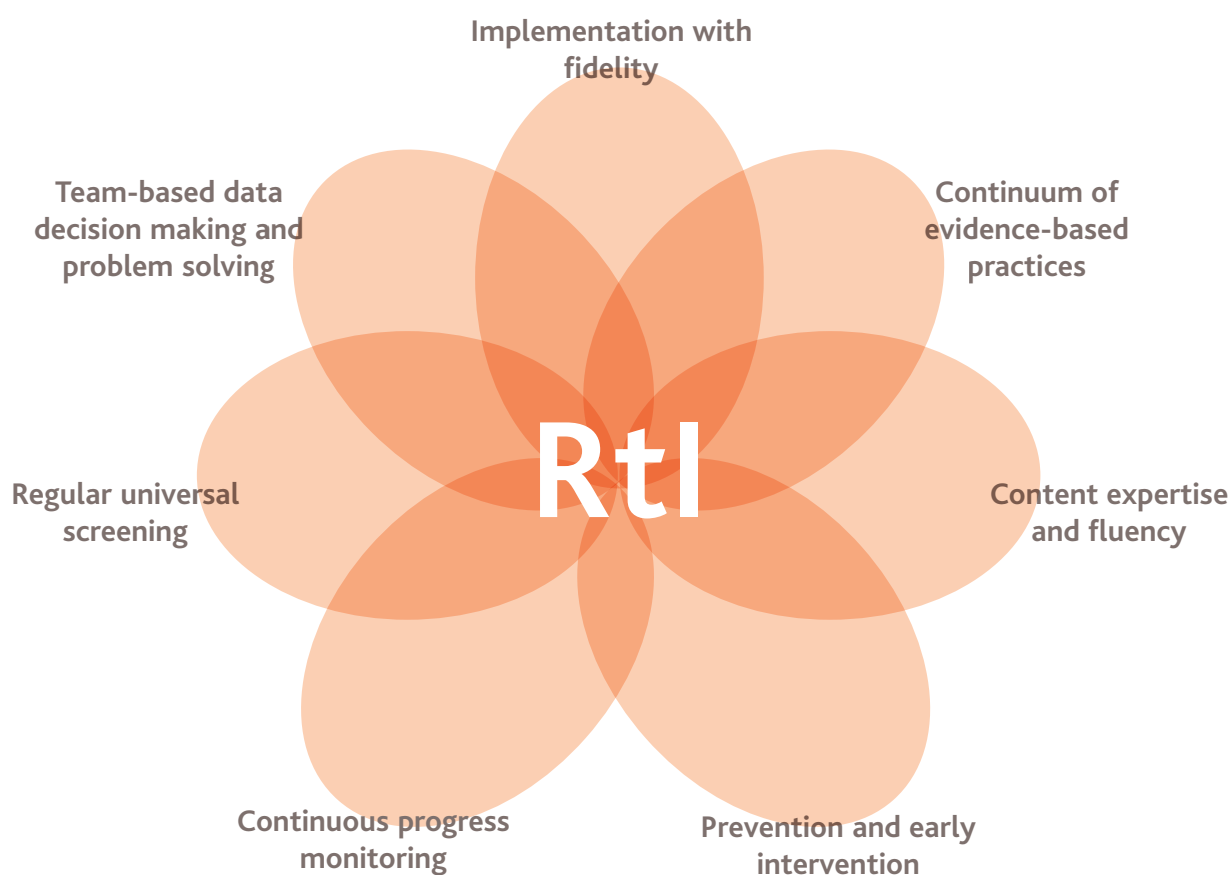 Implementation with
fidelity
Team-based data
decision making and
problem solving
Continuum of
evidence-based
practices
RtI
Regular universal
screening
Content expertise
and fluency
Continuous progress
monitoring
Prevention and early
intervention